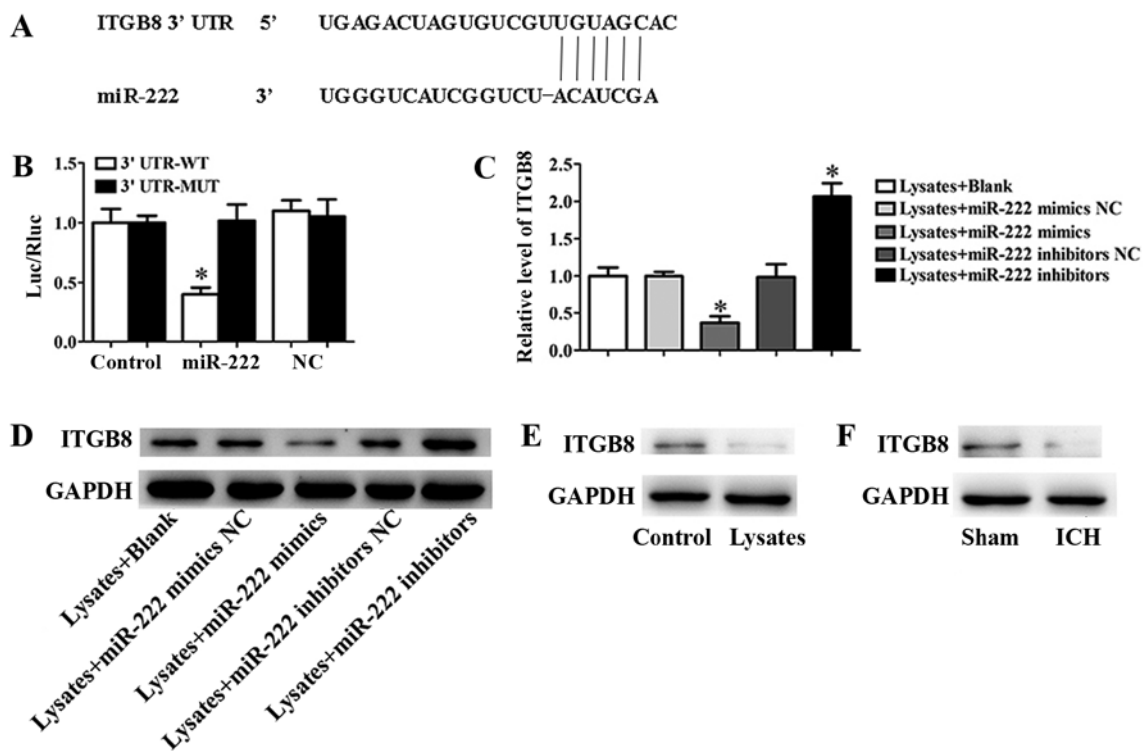 A
ITGB8 3' UTR 5' UGAGACUAGUGUCGUUGUAGCAC
miR-222 3' UGGGUCAUCGGUCU-ACAUCGA
B
3' UTR-WT
3' UTR-MUT
Luc/Rluc
1.5
1.0
0.5
0.0
Control miR-222 NC
*
C
Relative level of ITGB8
2.5
2.0
1.5
1.0
0.5
0.0
*
*
Lysates+Blank
Lysates+miR-222 mimics NC
Lysates+miR-222 mimics
Lysates+miR-222 inhibitors NC
Lysates+miR-222 inhibitors
D
ITGB8
GAPDH
Lysates+Blank
Lysates+miR-222 mimics NC
Lysates+miR-222 mimics
Lysates+miR-222 inhibitors NC
Lysates+miR-222 inhibitors
E
ITGB8
GAPDH
Control Lysates
F
ITGB8
GAPDH
Sham ICH